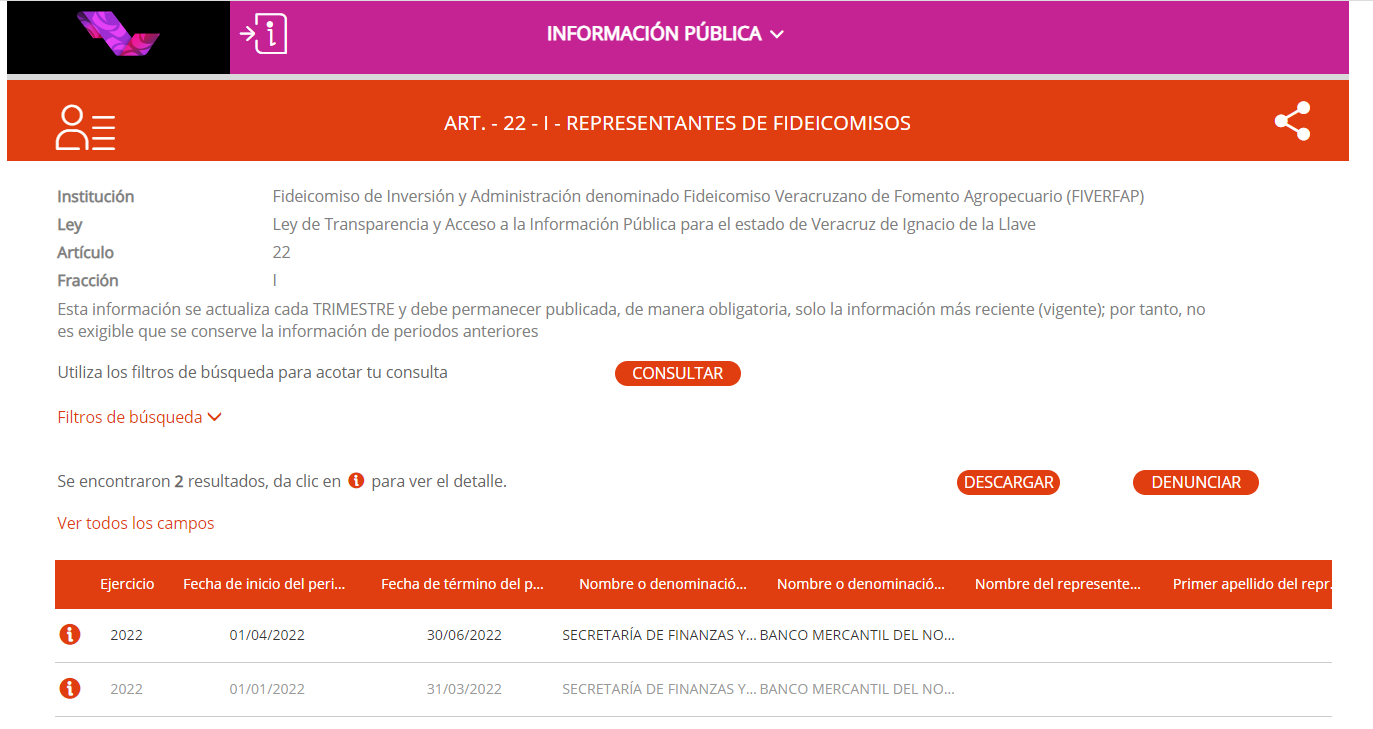 INFORMACIÓN PÚBLICA
ART. - 22 - I - REPRESENTANTES DE FIDEICOMISOS
Institución Fideicomiso de Inversión y Administración denominado Fideicomiso Veracruzano de Fomento Agropecuario (FIVERFAP)
Ley Ley de Transparencia y Acceso a la Información Pública para el estado de Veracruz de Ignacio de la Llave
Artículo 22
Fracción I
Esta información se actualiza cada TRIMESTRE y debe permanecer publicada, de manera obligatoria, solo la información más reciente (vigente); por tanto, no
es exigible que se conserve la información de periodos anteriores
Utiliza los filtros de búsqueda para acotar tu consulta CONSULTAR
Filtros de búsqueda
Se encontraron 2 resultados, da clic en i para ver el detalle. DESCARGAR DENUNCIAR
Ver todos los campos
Ejercicio Fecha de inicio del peri... Fecha de término del p... Nombre o denominació... Nombre o denominació... Nombre del represente... Primer apellido del repr.
2022 01/04/2022 30/06/2022 SECRETARÍA DE FINANZAS Y... BANCO MERCANTIL DEL NO...
2022 01/01/2022 31/03/2022 SECRETARÍA DE FINANZAS Y... BANCO MERCANTIL DEL NO...